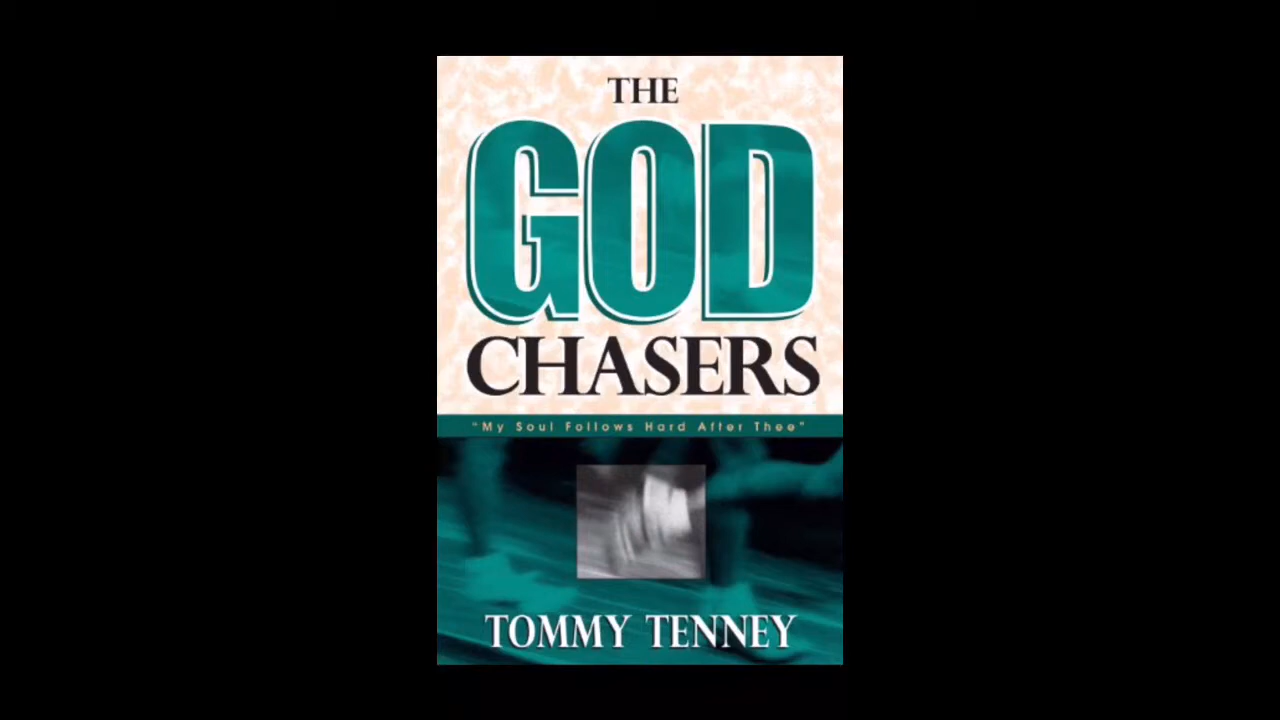 THE
GOD
CHASERS
"My Soul Follows Hard After Thee"
TOMMY TENNEY